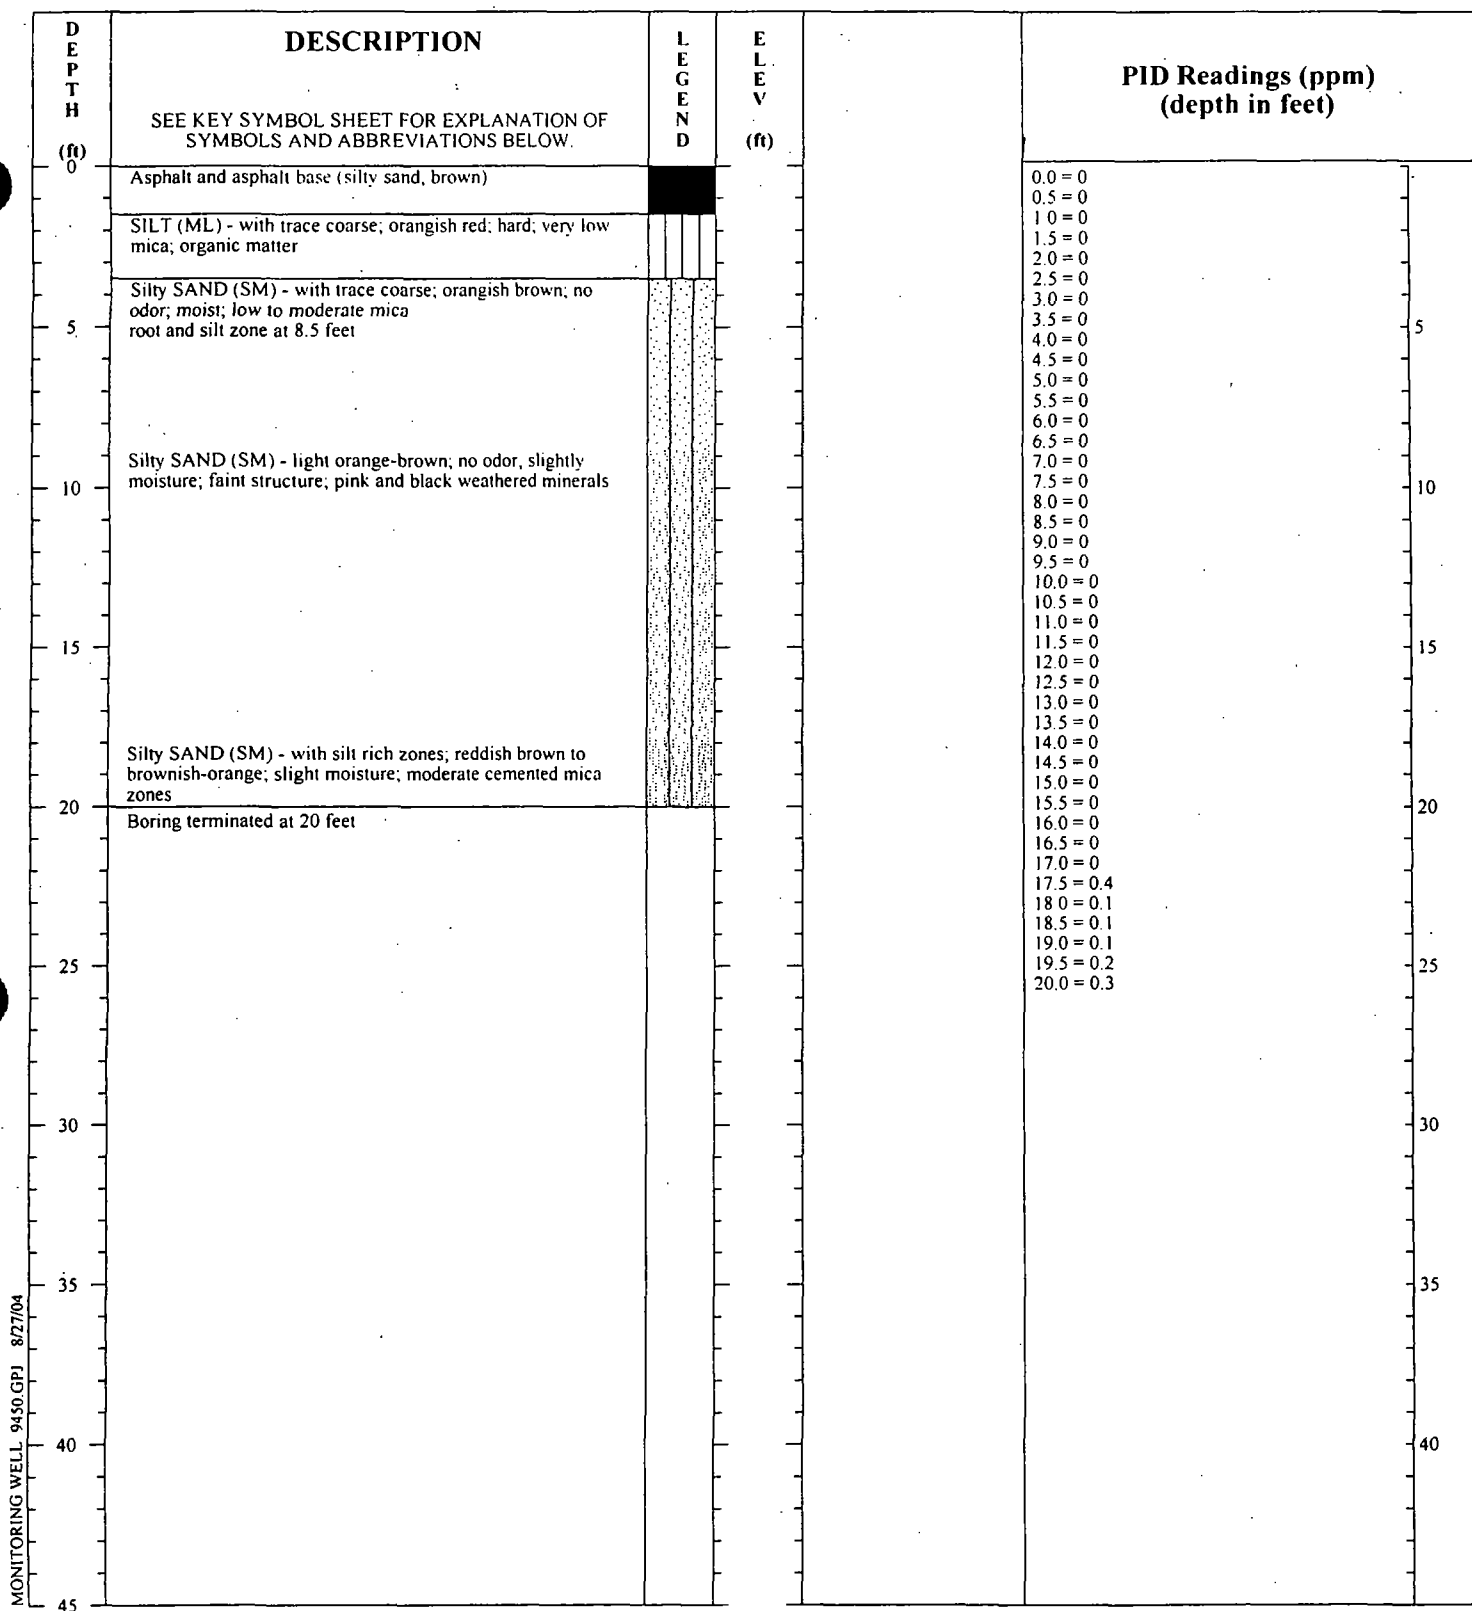 DEPTH (ft)
DESCRIPTION
SEE KEY SYMBOL SHEET FOR EXPLANATION OF
SYMBOLS AND ABBREVIATIONS BELOW.
LEGEND
ELEV (ft)
PID Readings (ppm)
(depth in feet)
0
Asphalt and asphalt base (silty sand, brown)
SILT (ML) - with trace coarse; orangish red; hard; very low
mica; organic matter
Silty SAND (SM) - with trace coarse; orangish brown; no
odor; moist; low to moderate mica
root and silt zone at 8.5 feet
5
Silty SAND (SM) - light orange-brown; no odor, slightly
moisture; faint structure; pink and black weathered minerals
10
15
Silty SAND (SM) - with silt rich zones; reddish brown to
brownish-orange; slight moisture; moderate cemented mica
zones
20
Boring terminated at 20 feet
25
30
35
40
45
0.0 = 0
0.5 = 0
1 0 = 0
1.5 = 0
2.0 = 0
2.5 = 0
3.0 = 0
3.5 = 0
4.0 = 0
4.5 = 0
5.0 = 0
5.5 = 0
6.0 = 0
6.5 = 0
7.0 = 0
7.5 = 0
8.0 = 0
8.5 = 0
9.0 = 0
9.5 = 0
10.0 = 0
10.5 = 0
11.0 = 0
11.5 = 0
12.0 = 0
12.5 = 0
13.0 = 0
13.5 = 0
14.0 = 0
14.5 = 0
15.0 = 0
15.5 = 0
16.0 = 0
16.5 = 0
17.0 = 0
17.5 = 0.4
18 0 = 0.1
18.5 = 0.1
19.0 = 0.1
19.5 = 0.2
20.0 = 0.3
5
10
15
20
25
30
35
40
MONITORING WELL 9450.GPJ 8/27/04